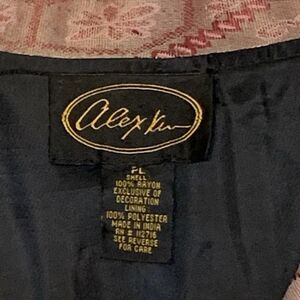 alex kim
PL
SHELL
100% RAYON
EXCLUSIVE OF
DECORATION
LINING:
100% POLYESTER
MADE IN INDIA
RN # 112716
SEE REVERSE
FOR CARE